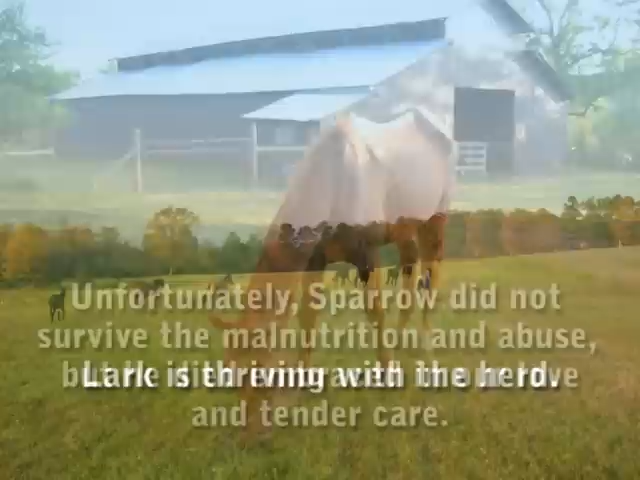 Unfortunately, Sparrow did not
survive the malnutrition and abuse,
Lark is thriving with the herd.
and tender care.